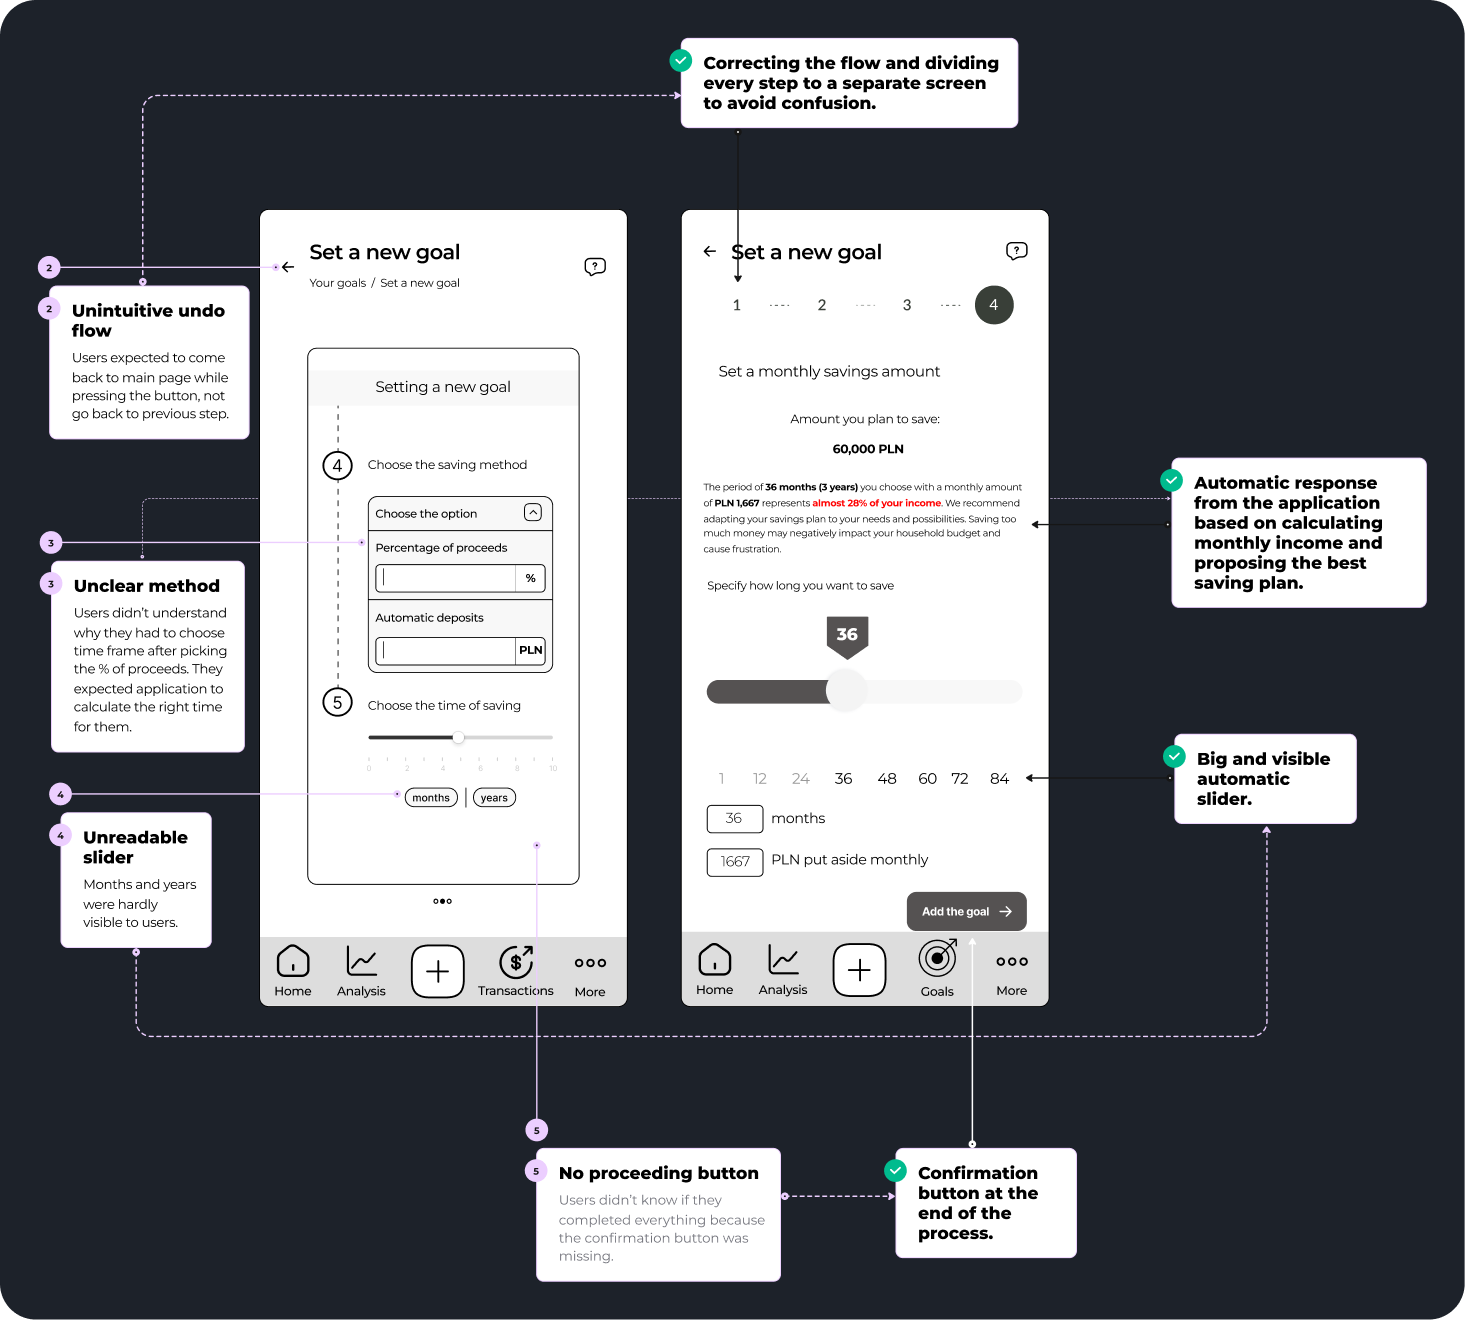 Correcting the flow and dividing
every step to a separate screen
to avoid confusion.
2
2
Unintuitive undo
flow
Users expected to come
back to main page while
pressing the button, not
go back to previous step.
3
3
Unclear method
Users didn't understand
why they had to choose
time frame after picking
the % of proceeds. They
expected application to
calculate the right time
for them.
4
4
Unreadable
slider
Months and years
were hardly
visible to users.
Set a new goal
?
Your goals / Set a new goal
Setting a new goal
4
Choose the saving method
Choose the option
Percentage of proceeds
%
Automatic deposits
PLN
5
Choose the time of saving
0 2 4 6 8 10
months | years
Home
Analysis
$
Transactions
More
Set a new goal
?
1 2 3 4
Set a monthly savings amount
Amount you plan to save:
60,000 PLN
The period of 36 months (3 years) you choose with a monthly amount
of PLN 1,667 represents almost 28% of your income. We recommend
adapting your savings plan to your needs and possibilities. Saving too
much money may negatively impact your household budget and
cause frustration.
Specify how long you want to save
36
1 12 24 36 48 60 72 84
36 months
1667 PLN put aside monthly
Add the goal
Home
Analysis
Goals
More
Automatic response
from the application
based on calculating
monthly income and
proposing the best
saving plan.
Big and visible
automatic
slider.
5
5
No proceeding button
Users didn't know if they
completed everything because
the confirmation button was
missing.
Confirmation
button at the
end of the
process.